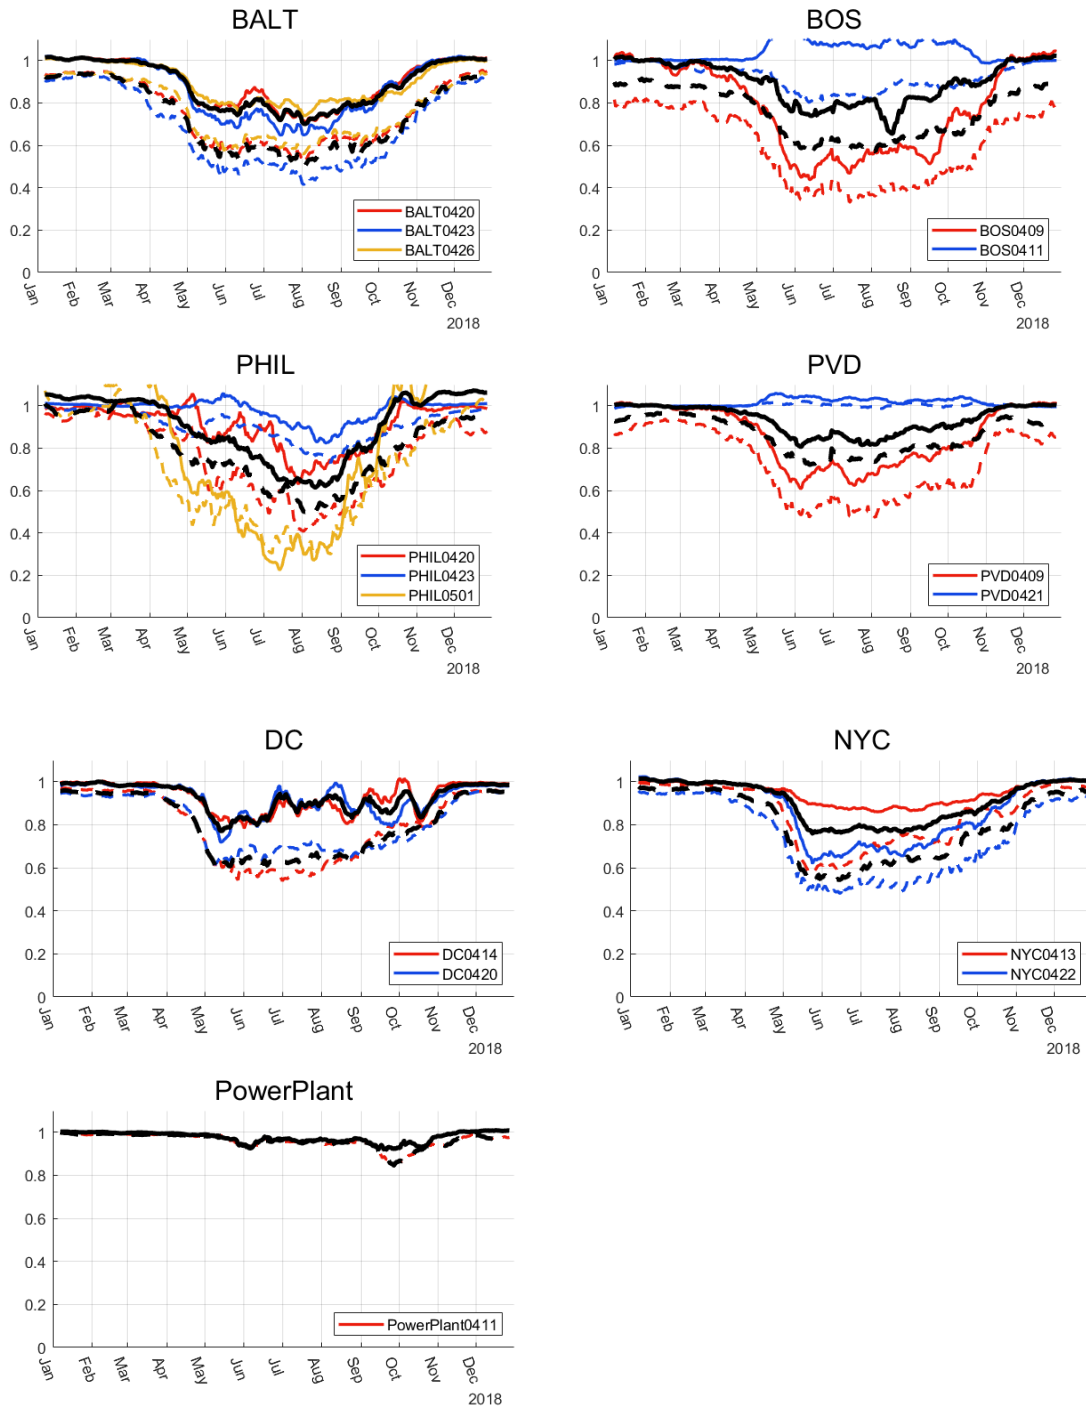 BALT
1
0.8
0.6
0.4
0.2
0
BALT0420
BALT0423
BALT0426
Jan Feb Mar Apr May Jun Jul Aug Sep Oct Nov Dec
2018
BOS
1
0.8
0.6
0.4
0.2
0
BOS0409
BOS0411
Jan Feb Mar Apr May Jun Jul Aug Sep Oct Nov Dec
2018
PHIL
1
0.8
0.6
0.4
0.2
0
PHIL0420
PHIL0423
PHIL0501
Jan Feb Mar Apr May Jun Jul Aug Sep Oct Nov Dec
2018
PVD
1
0.8
0.6
0.4
0.2
0
PVD0409
PVD0421
Jan Feb Mar Apr May Jun Jul Aug Sep Oct Nov Dec
2018
DC
1
0.8
0.6
0.4
0.2
0
DC0414
DC0420
Jan Feb Mar Apr May Jun Jul Aug Sep Oct Nov Dec
2018
NYC
1
0.8
0.6
0.4
0.2
0
NYC0413
NYC0422
Jan Feb Mar Apr May Jun Jul Aug Sep Oct Nov Dec
2018
PowerPlant
1
0.8
0.6
0.4
0.2
0
PowerPlant0411
Jan Feb Mar Apr May Jun Jul Aug Sep Oct Nov Dec
2018